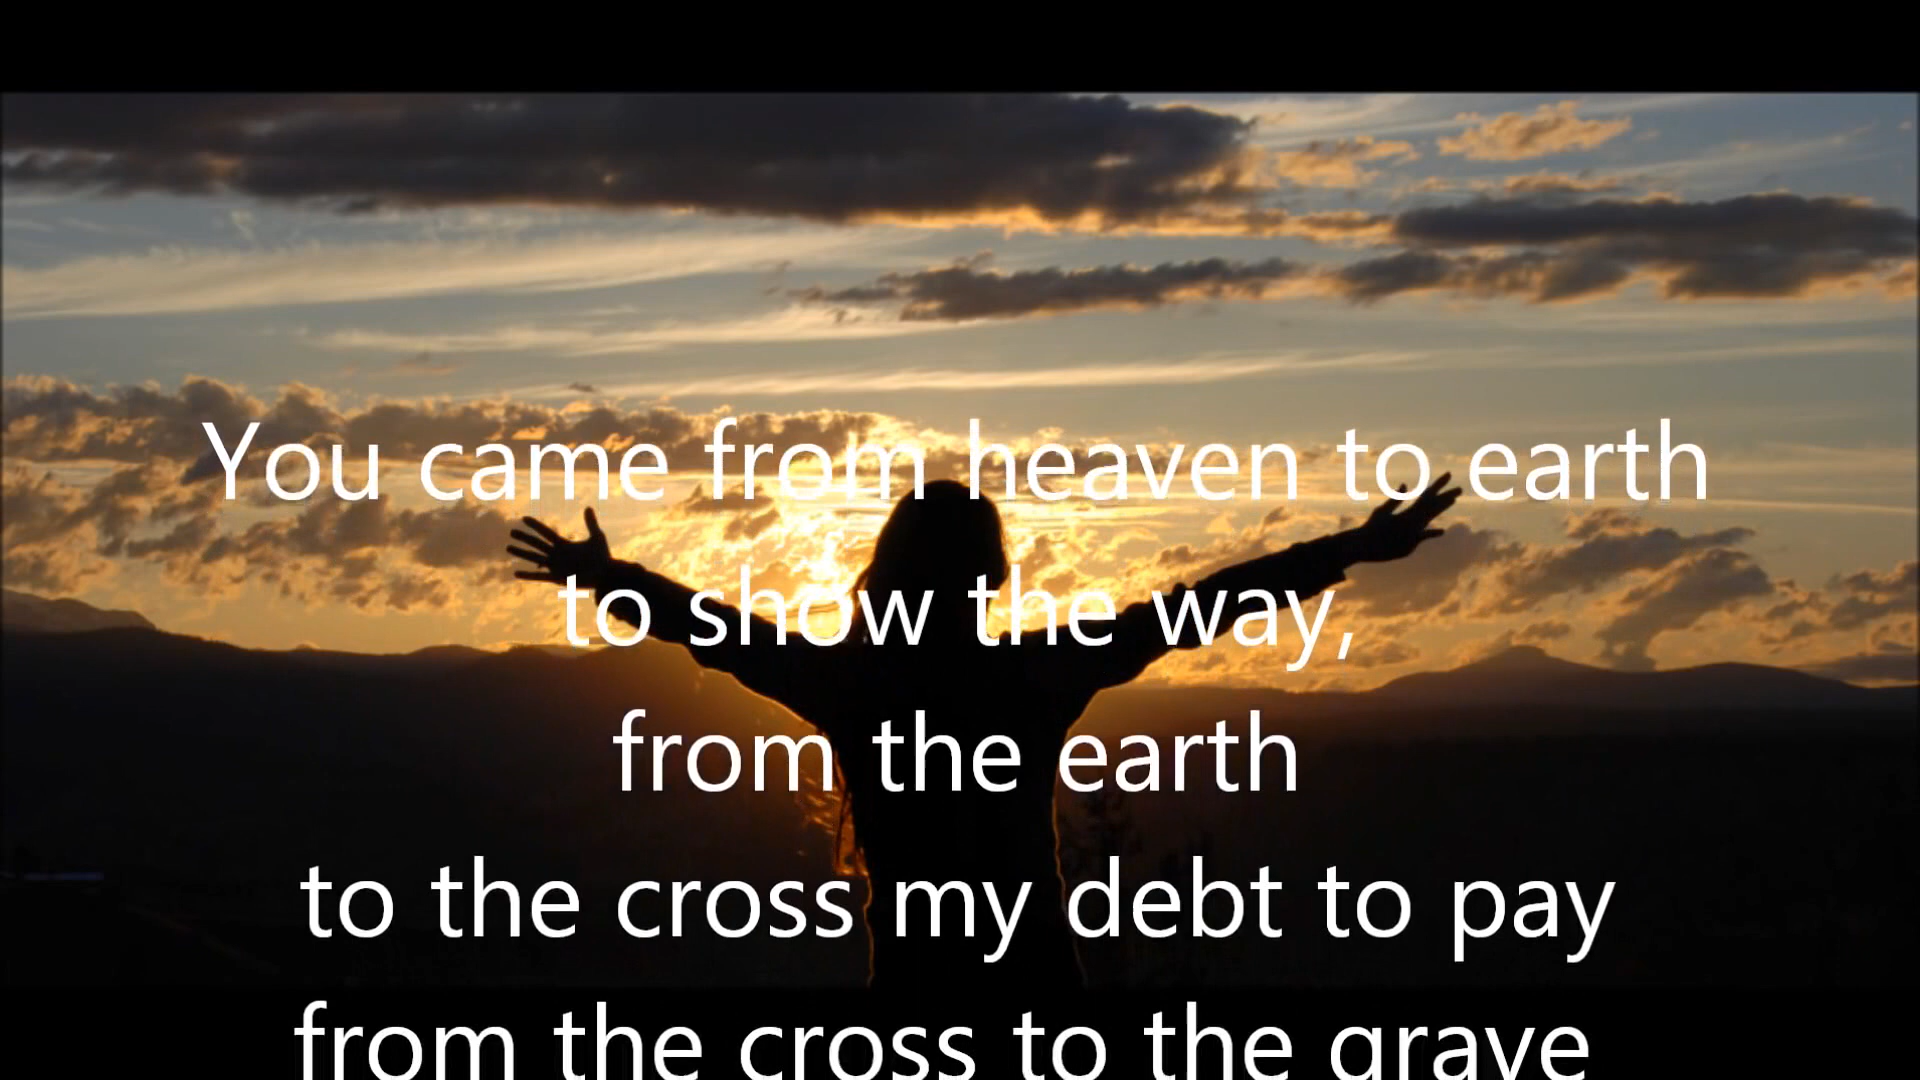 You came from heaven to earth
to show the way,
from the earth
to the cross my debt to pay
from the cross to the grave